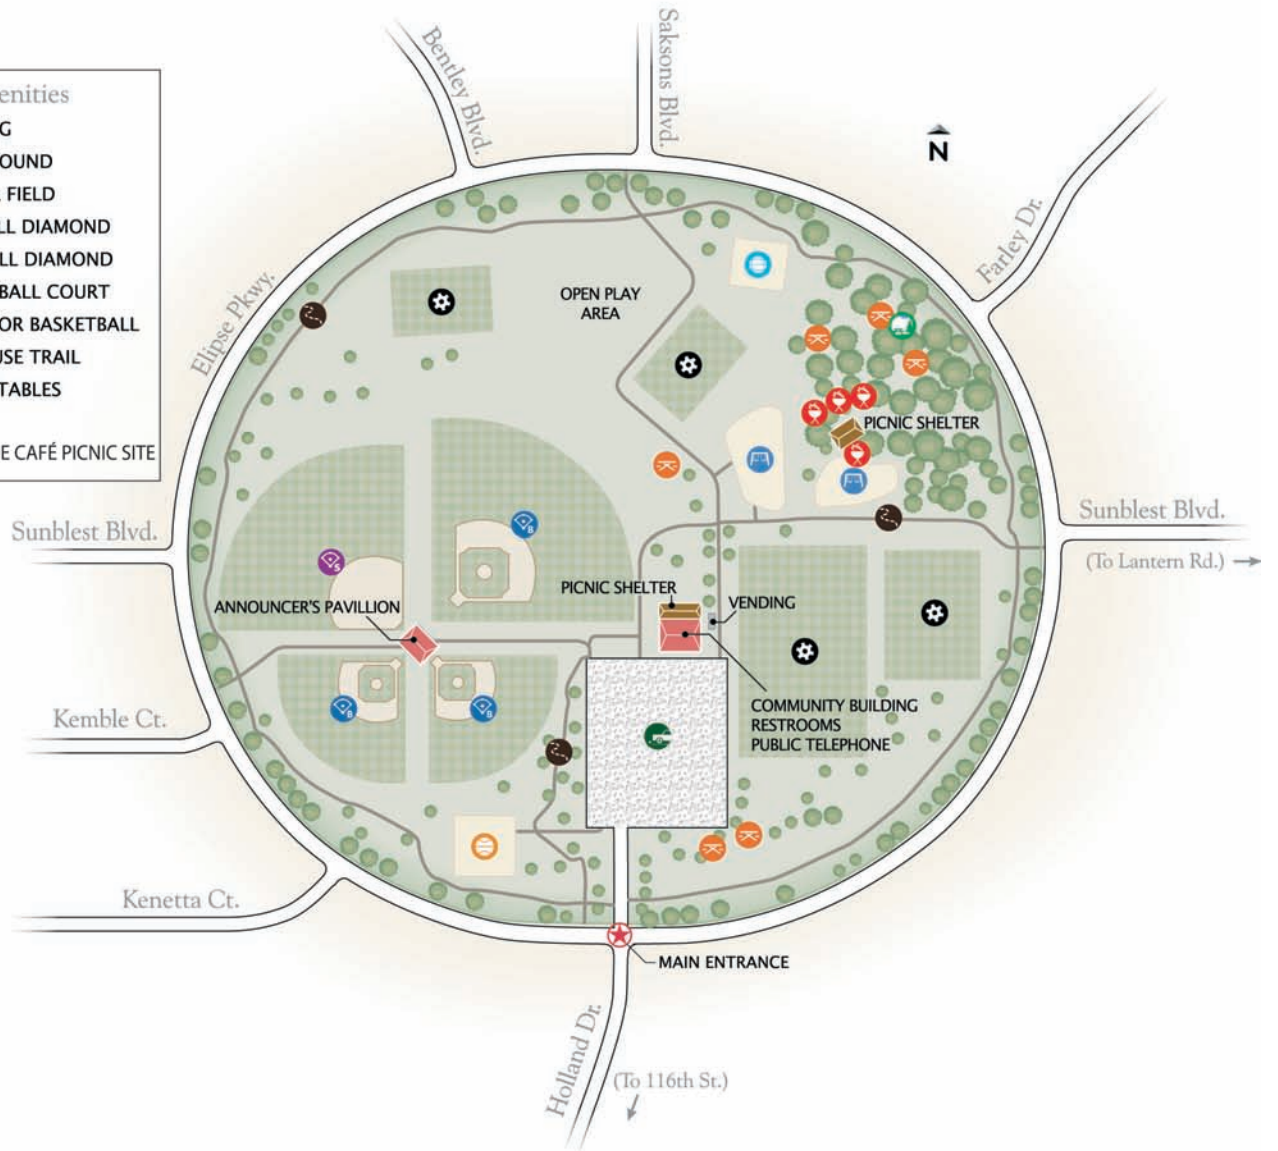 enities
G
OUND
FIELD
LL DIAMOND
LL DIAMOND
BALL COURT
OR BASKETBALL
USE TRAIL
TABLES
E CAFÉ PICNIC SITE
Bentley Blvd.
Saksons Blvd.
N
Farley Dr.
Elipse Pkwy.
OPEN PLAY
AREA
PICNIC SHELTER
Sunblest Blvd.
Sunblest Blvd.
(To Lantern Rd.)
B
S
ANNOUNCER'S PAVILLION
PICNIC SHELTER
VENDING
B
B
COMMUNITY BUILDING
RESTROOMS
PUBLIC TELEPHONE
Kemble Ct.
Kenetta Ct.
MAIN ENTRANCE
Holland Dr.
(To 116th St.)